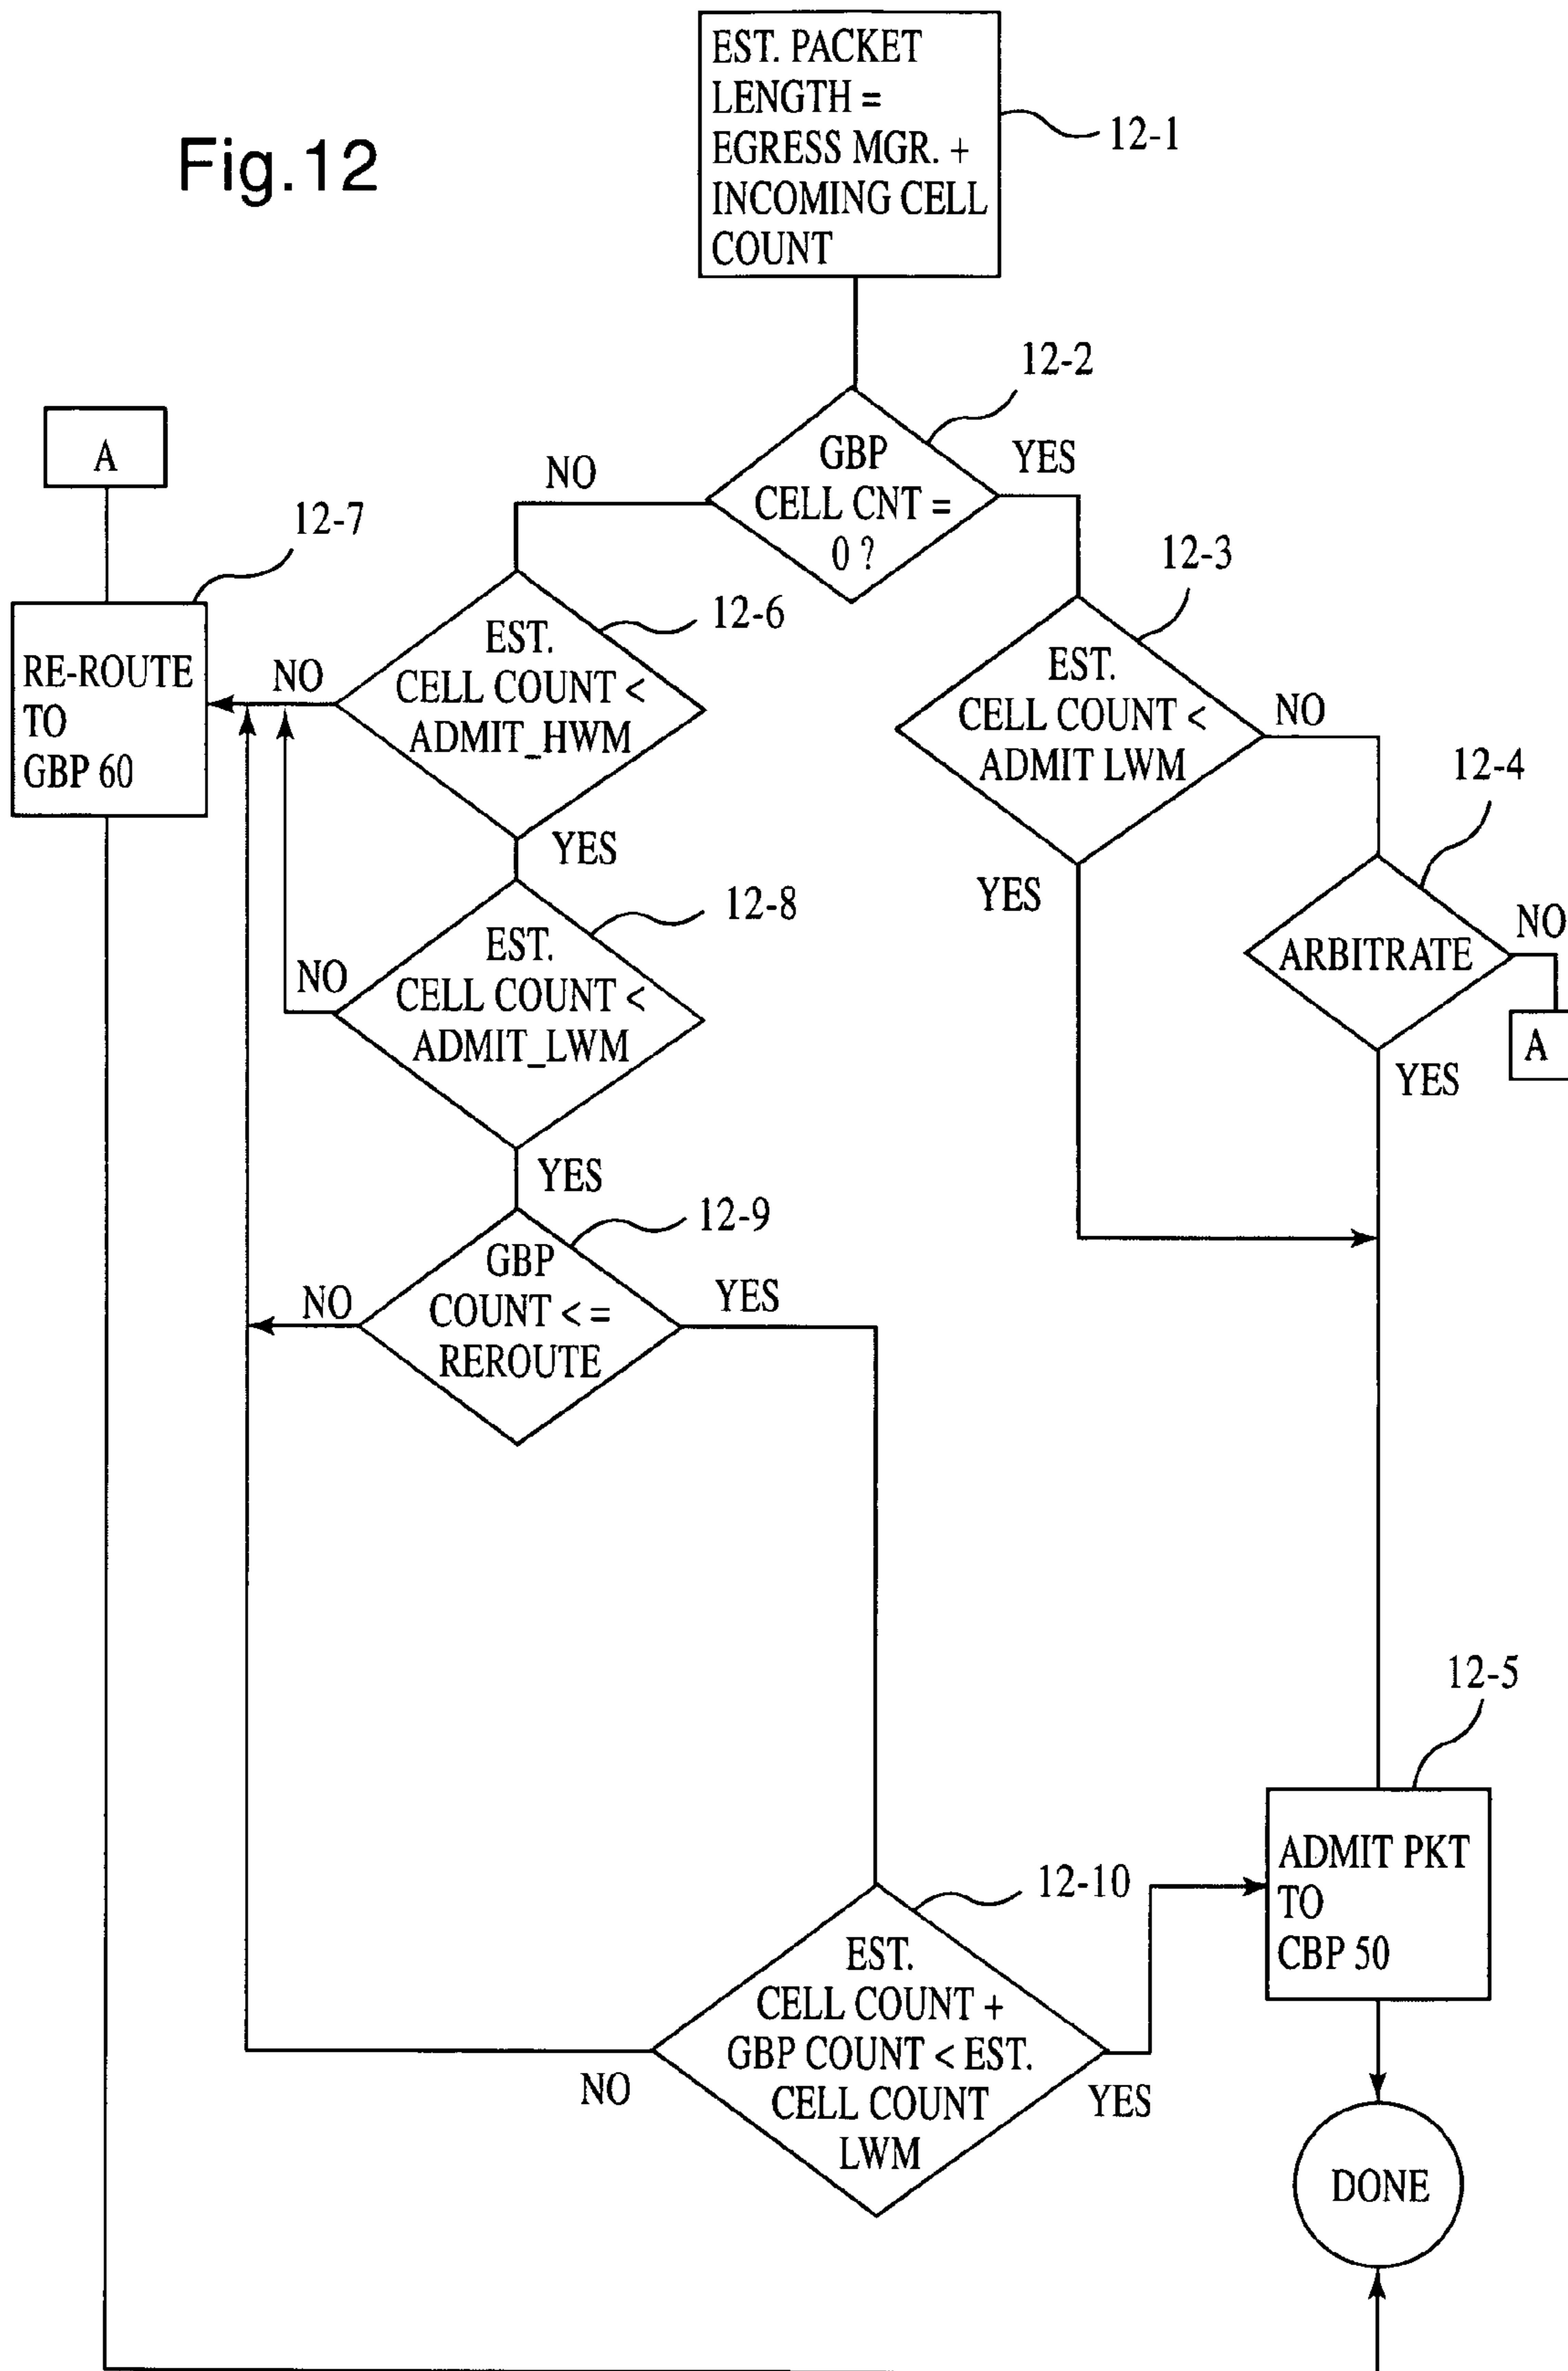 Fig.12
EST. PACKET
LENGTH =
EGRESS MGR. +
INCOMING CELL
COUNT
12-1
12-2
GBP
CELL CNT =
0 ?
NO
YES
A
12-7
RE-ROUTE
TO
GBP 60
NO
12-6
EST.
CELL COUNT <
ADMIT_HWM
YES
12-3
EST.
CELL COUNT <
ADMIT LWM
NO
YES
12-4
ARBITRATE
NO
A
YES
12-8
EST.
CELL COUNT <
ADMIT_LWM
NO
YES
12-9
GBP
COUNT < =
REROUTE
NO
YES
12-5
ADMIT PKT
TO
CBP 50
12-10
EST.
CELL COUNT +
GBP COUNT < EST.
CELL COUNT
LWM
NO
YES
DONE